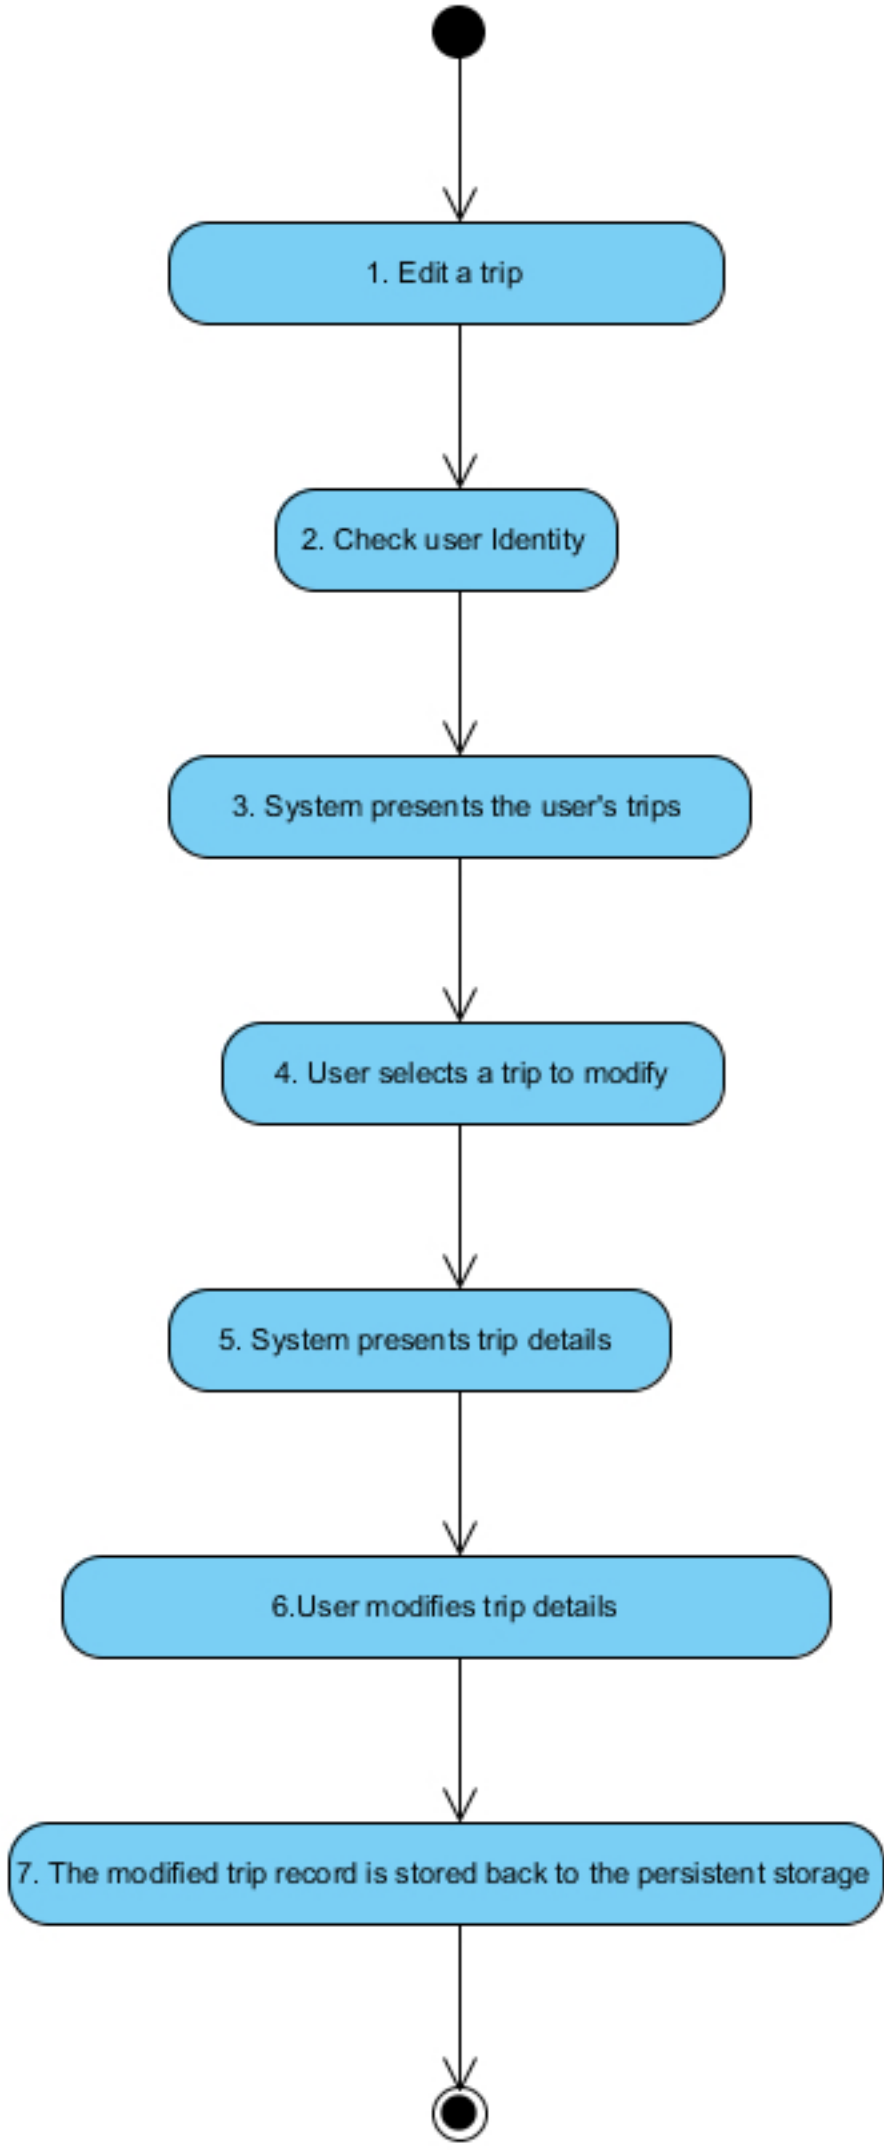 1. Edit a trip
2. Check user Identity
3. System presents the user's trips
4. User selects a trip to modify
5. System presents trip details
6.User modifies trip details
7. The modified trip record is stored back to the persistent storage